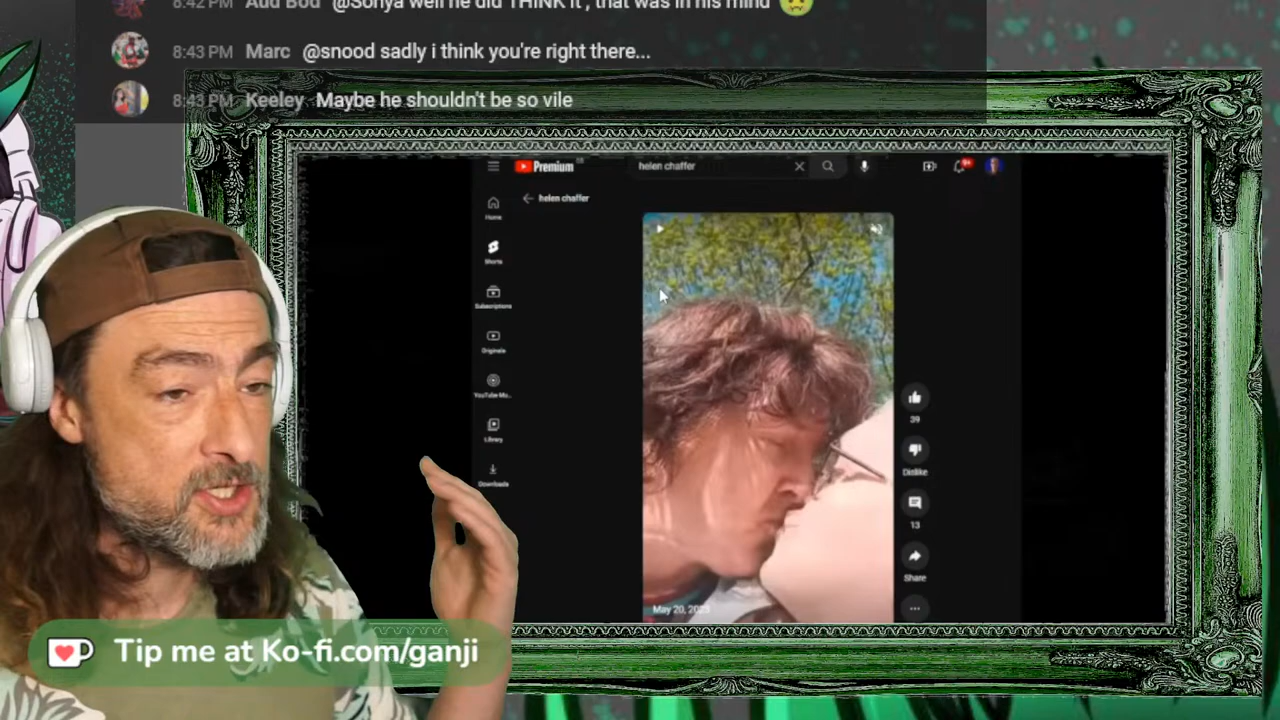 8:42 PM Aud Bod @Sonya well he did THINK it , that was in his mind
8:43 PM Marc @snood sadly i think you're right there...
8:43 PM Keeley Maybe he shouldn't be so vile
Premium
helen chaffer
helen chaffer
Home
Shorts
Subscriptions
Originals
YouTube Mu...
Library
Downloads
39
Dislike
13
Share
May 20, 202
Tip me at Ko-fi.com/ganji